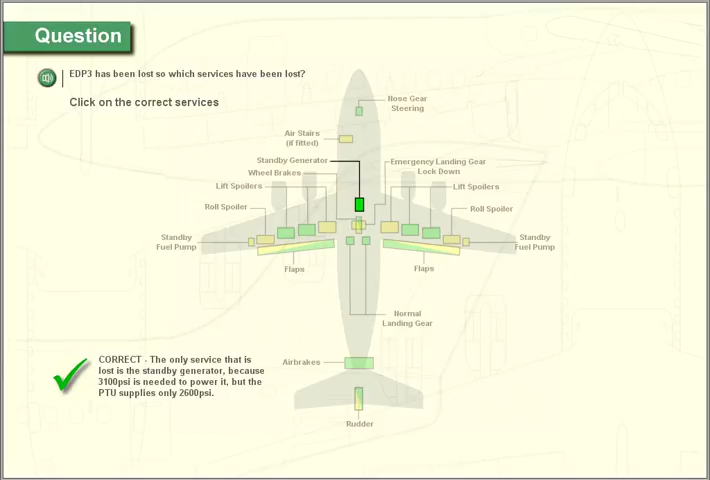 Question
EDP3 has been lost so which services have been lost?
Click on the correct services
Nose Gear
Steering
Air Stairs
(if fitted)
Standby Generator
Emergency Landing Gear
Lock Down
Wheel Brakes
Lift Spoilers
Lift Spoilers
Roll Spoiler
Roll Spoiler
Standby
Fuel Pump
Standby
Fuel Pump
Flaps
Flaps
Normal
Landing Gear
CORRECT - The only service that is
lost is the standby generator, because
3100psi is needed to power it, but the
PTU supplies only 2600psi.
Airbrakes
Rudder